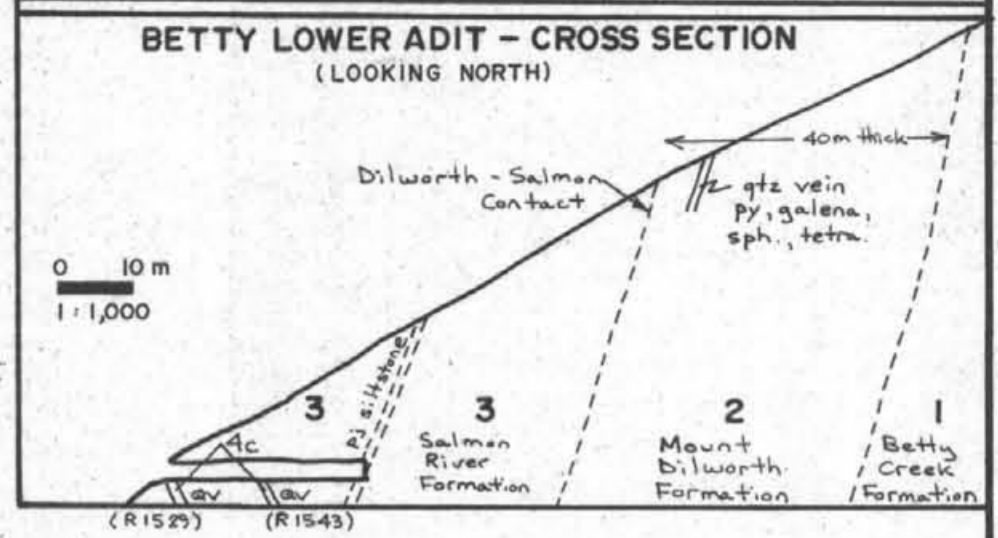 BETTY LOWER ADIT – CROSS SECTION
(LOOKING NORTH)
40m thick
Dilworth - Salmon
Contact
qtz vein
py, galena,
sph., tetra.
0 10 m
1 : 1,000
Pj siltstone
3
3
2
1
4c
Salmon
River
Formation
Mount
Dilworth
Formation
Betty
Creek
Formation
QV
QV
(R1529)
(R1543)